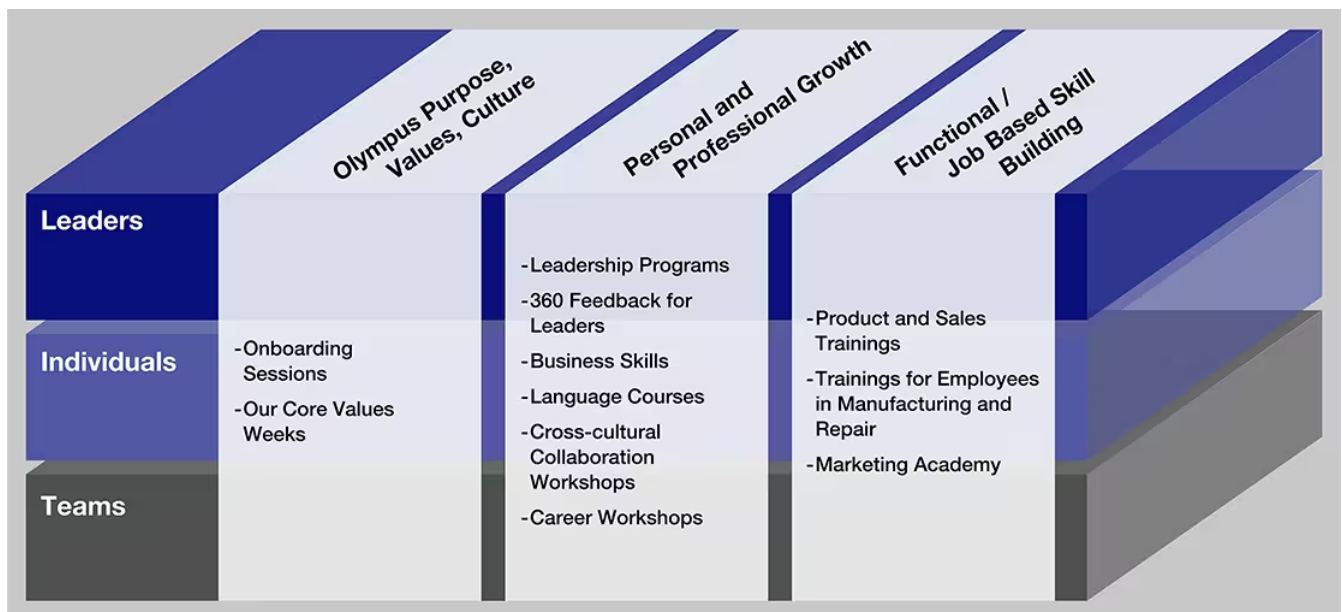 Olympus Purpose,
Values, Culture
Personal and
Professional Growth
Functional /
Job Based Skill
Building
Leaders
Individuals
Teams
-Onboarding
Sessions
-Our Core Values
Weeks
-Leadership Programs
-360 Feedback for
Leaders
-Business Skills
-Language Courses
-Cross-cultural
Collaboration
Workshops
-Career Workshops
-Product and Sales
Trainings
-Trainings for Employees
in Manufacturing and
Repair
-Marketing Academy